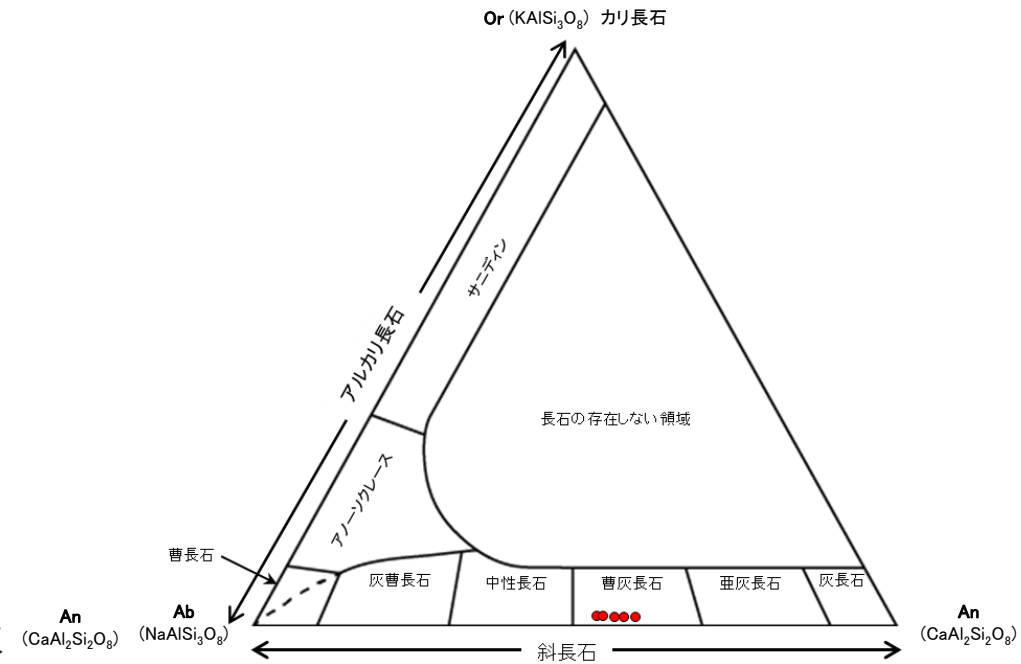 Or (KAlSi3O8) カリ長石
サニディン
アルカリ長石
長石の存在しない領域
アノーソクレース
曹長石
灰曹長石
中性長石
曹灰長石
亜灰長石
灰長石
An
(CaAl2Si2O8)
Ab
(NaAlSi3O8)
An
(CaAl2Si2O8)
斜長石